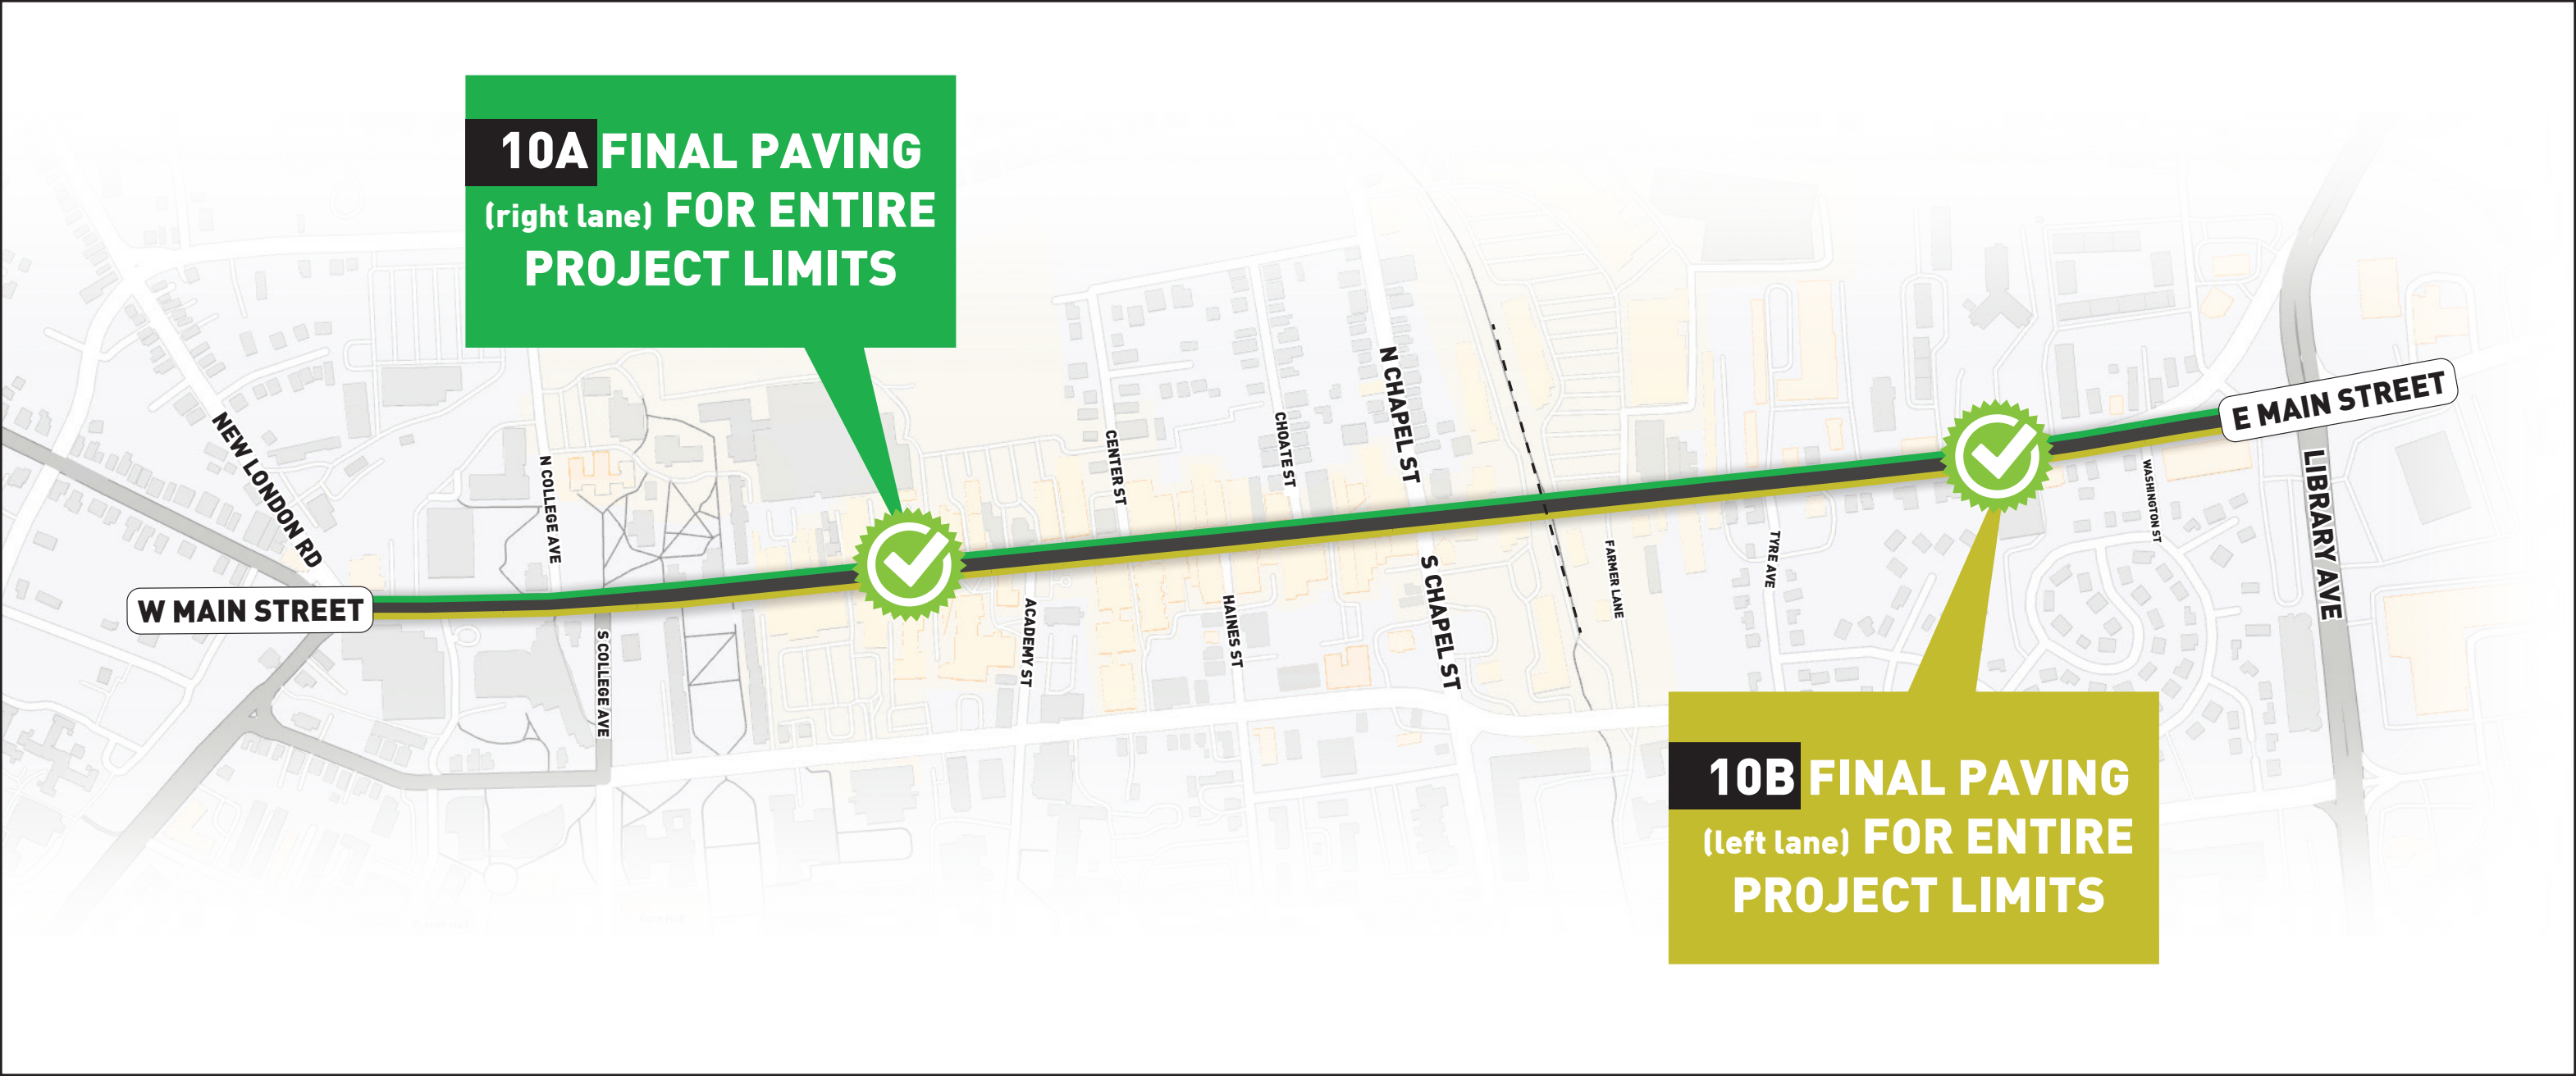 10A FINAL PAVING
(right lane) FOR ENTIRE
PROJECT LIMITS
NEW LONDON RD
N COLLEGE AVE
CENTER ST
CHOATE ST
N CHAPEL ST
E MAIN STREET
W MAIN STREET
S COLLEGE AVE
ACADEMY ST
HAINES ST
S CHAPEL ST
FARMER LANE
TYRE AVE
WASHINGTON ST
LIBRARY AVE
10B FINAL PAVING
(left lane) FOR ENTIRE
PROJECT LIMITS